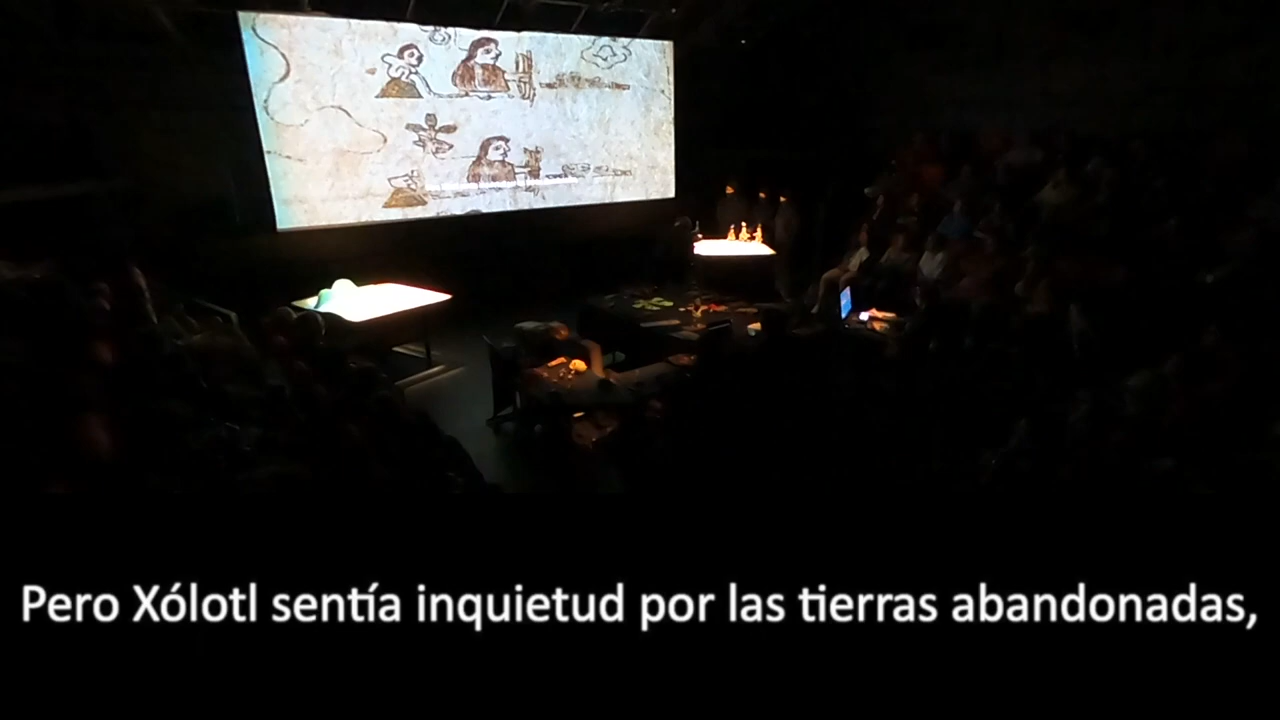 Pero Xólotl sentía inquietud por las tierras abandonadas,